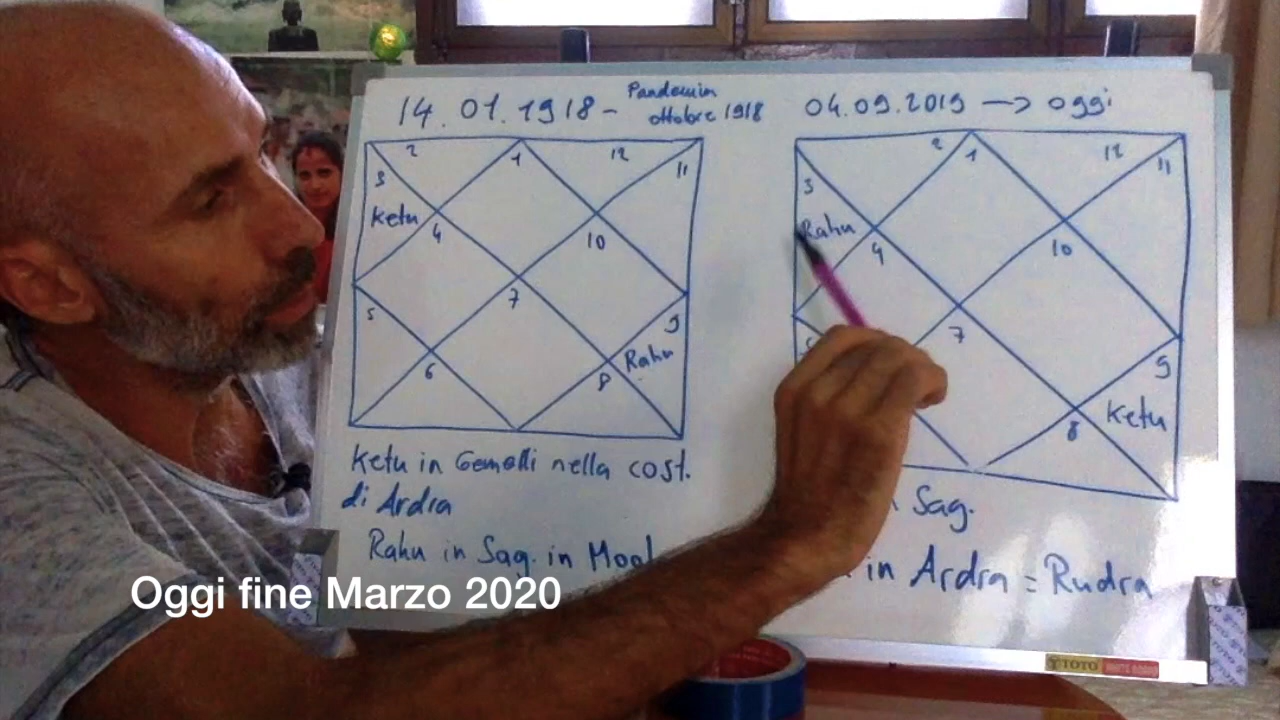 14.01.1918 - Pandemia
ottobre 1918
04.09.2019 -> oggi
2 1 12 11
3
Ketu
4 10
7
5 9
Rahu
6 8
Ketu in Gemelli nella cost.
di Ardra
Rahu in Sag. in Mool
2 1 12 11
3
Rahu
4 10
7
9
Ketu
8
Sag.
in Ardra = Rudra
Oggi fine Marzo 2020
TOTO